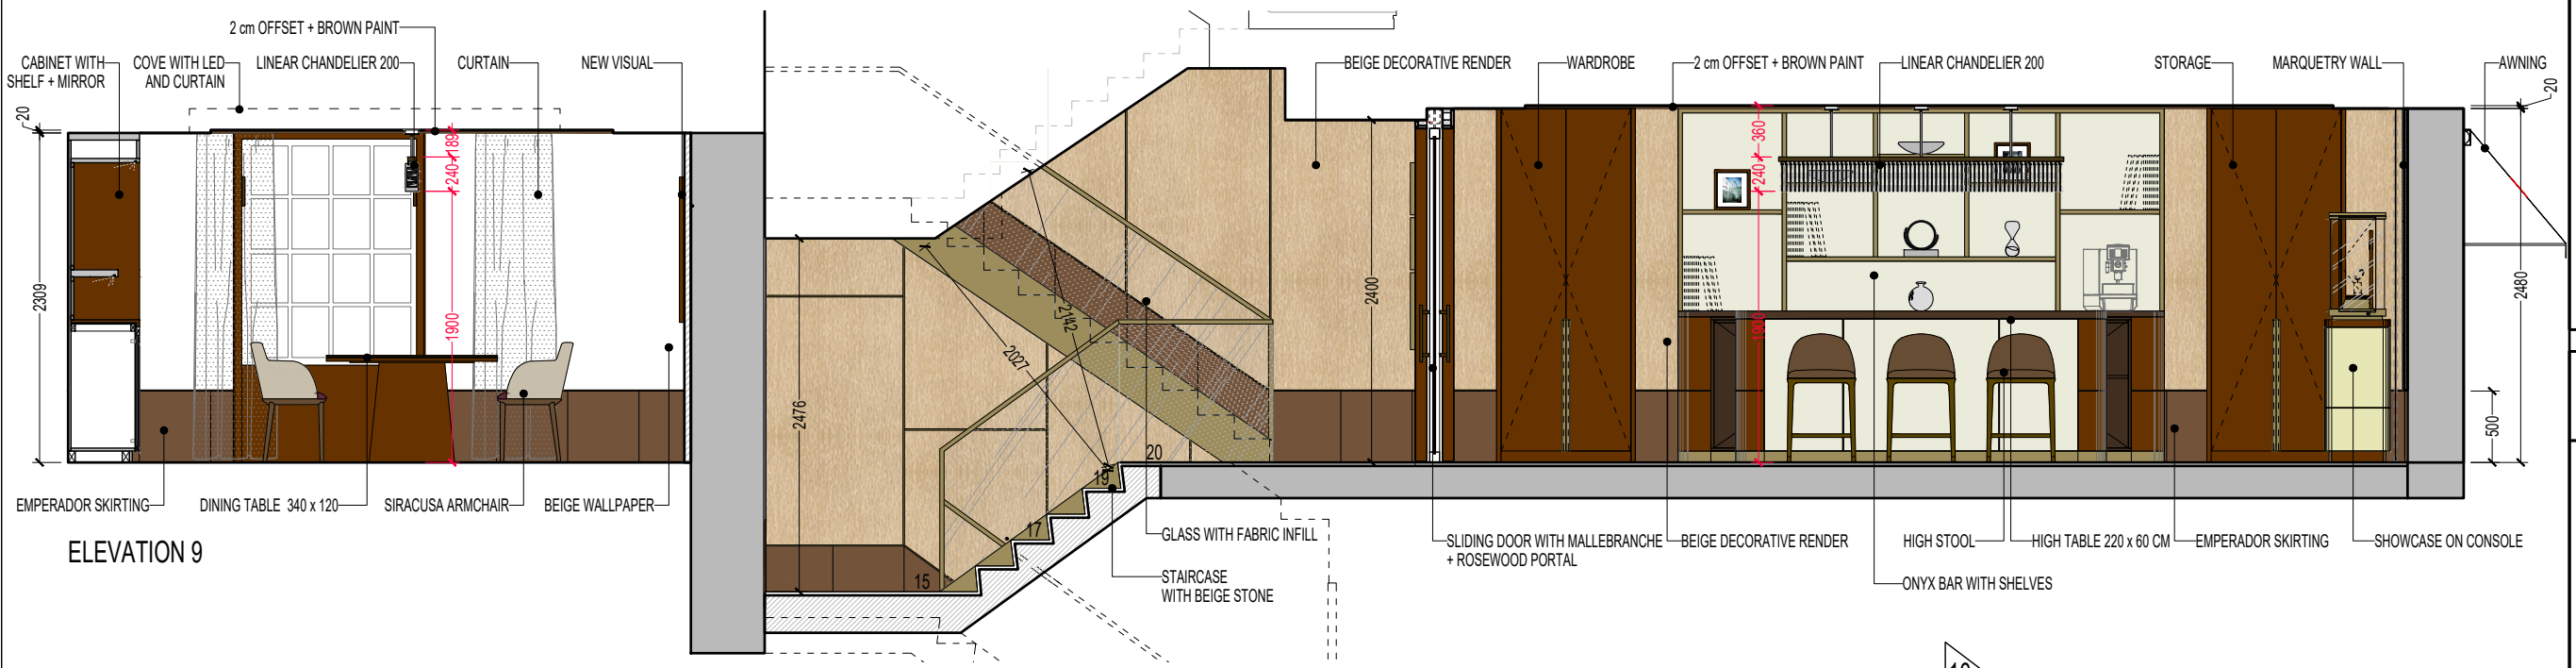 2 cm OFFSET + BROWN PAINT
CABINET WITH
SHELF + MIRROR
COVE WITH LED
AND CURTAIN
LINEAR CHANDELIER 200
CURTAIN
NEW VISUAL
BEIGE DECORATIVE RENDER
WARDROBE
2 cm OFFSET + BROWN PAINT
LINEAR CHANDELIER 200
STORAGE
MARQUETRY WALL
AWNING
20
2309
189
240
1900
2476
2027
2142
15
17
19
20
2400
360
240
1900
20
2480
500
EMPERADOR SKIRTING
DINING TABLE 340 x 120
SIRACUSA ARMCHAIR
BEIGE WALLPAPER
GLASS WITH FABRIC INFILL
STAIRCASE
WITH BEIGE STONE
SLIDING DOOR WITH MALLEBRANCHE
+ ROSEWOOD PORTAL
BEIGE DECORATIVE RENDER
HIGH STOOL
HIGH TABLE 220 x 60 CM
EMPERADOR SKIRTING
SHOWCASE ON CONSOLE
ONYX BAR WITH SHELVES
ELEVATION 9